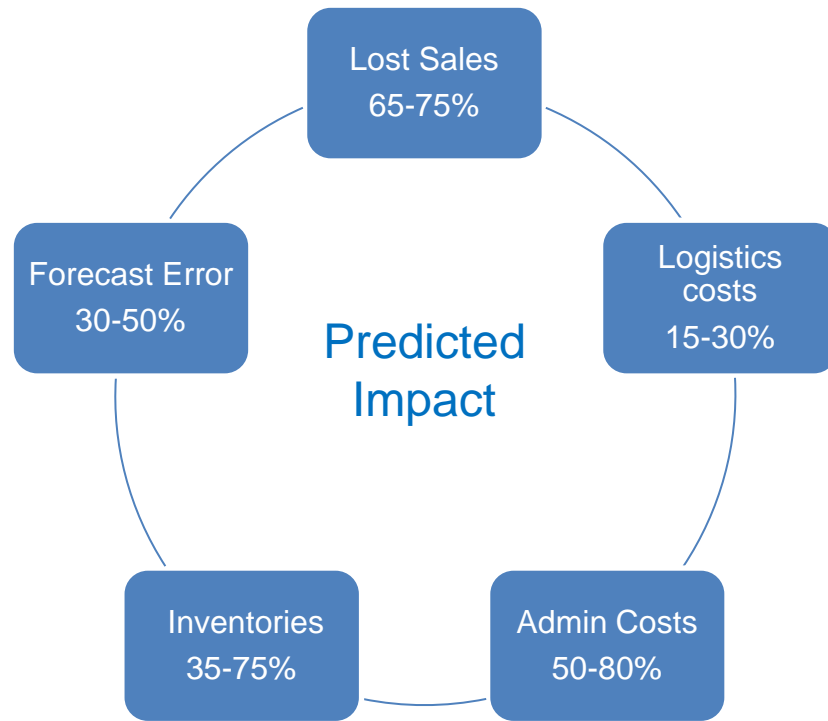 Lost Sales
65-75%
Logistics
costs
15-30%
Admin Costs
50-80%
Inventories
35-75%
Forecast Error
30-50%
Predicted
Impact